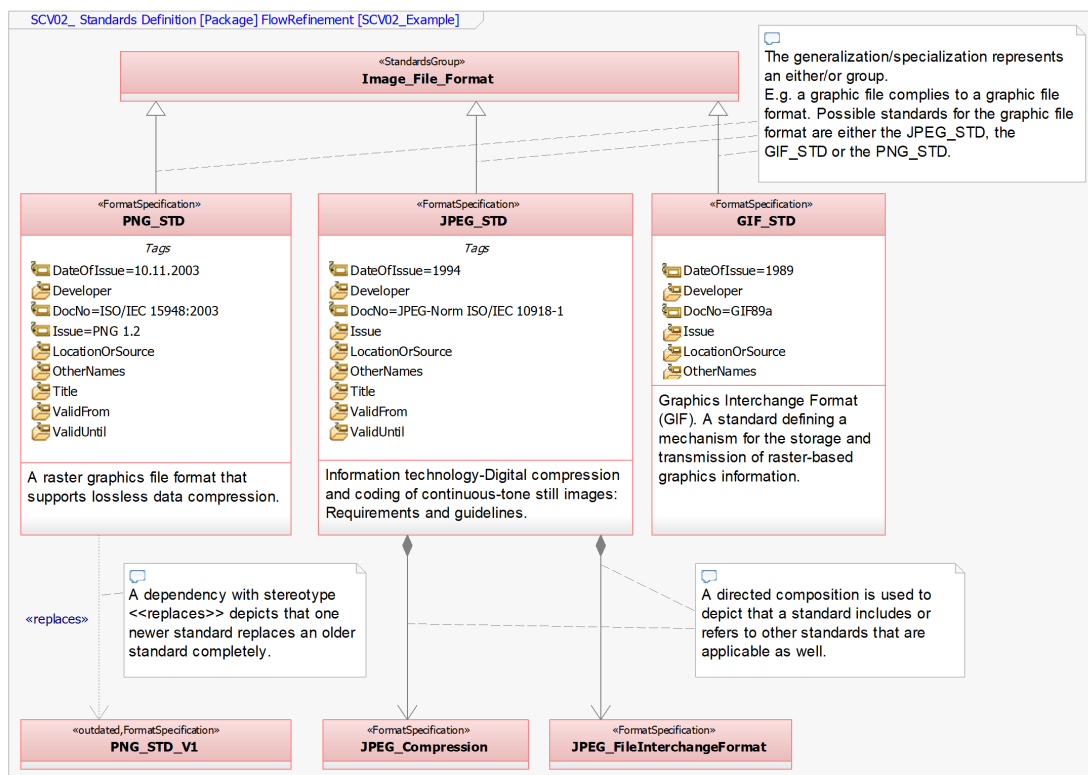 SCV02_ Standards Definition [Package] FlowRefinement [SCV02_Example]
«StandardsGroup»
Image_File_Format
The generalization/specialization represents
an either/or group.
E.g. a graphic file complies to a graphic file
format. Possible standards for the graphic file
format are either the JPEG_STD, the
GIF_STD or the PNG_STD.
«FormatSpecification»
PNG_STD
Tags
DateOfIssue=10.11.2003
Developer
DocNo=ISO/IEC 15948:2003
Issue=PNG 1.2
LocationOrSource
OtherNames
Title
ValidFrom
ValidUntil
A raster graphics file format that
supports lossless data compression.
«FormatSpecification»
JPEG_STD
Tags
DateOfIssue=1994
Developer
DocNo=JPEG-Norm ISO/IEC 10918-1
Issue
LocationOrSource
OtherNames
Title
ValidFrom
ValidUntil
Information technology-Digital compression
and coding of continuous-tone still images:
Requirements and guidelines.
«FormatSpecification»
GIF_STD
DateOfIssue=1989
Developer
DocNo=GIF89a
Issue
LocationOrSource
OtherNames
Graphics Interchange Format
(GIF). A standard defining a
mechanism for the storage and
transmission of raster-based
graphics information.
«replaces»
A dependency with stereotype
<<replaces>> depicts that one
newer standard replaces an older
standard completely.
A directed composition is used to
depict that a standard includes or
refers to other standards that are
applicable as well.
«outdated,FormatSpecification»
PNG_STD_V1
«FormatSpecification»
JPEG_Compression
«FormatSpecification»
JPEG_FileInterchangeFormat